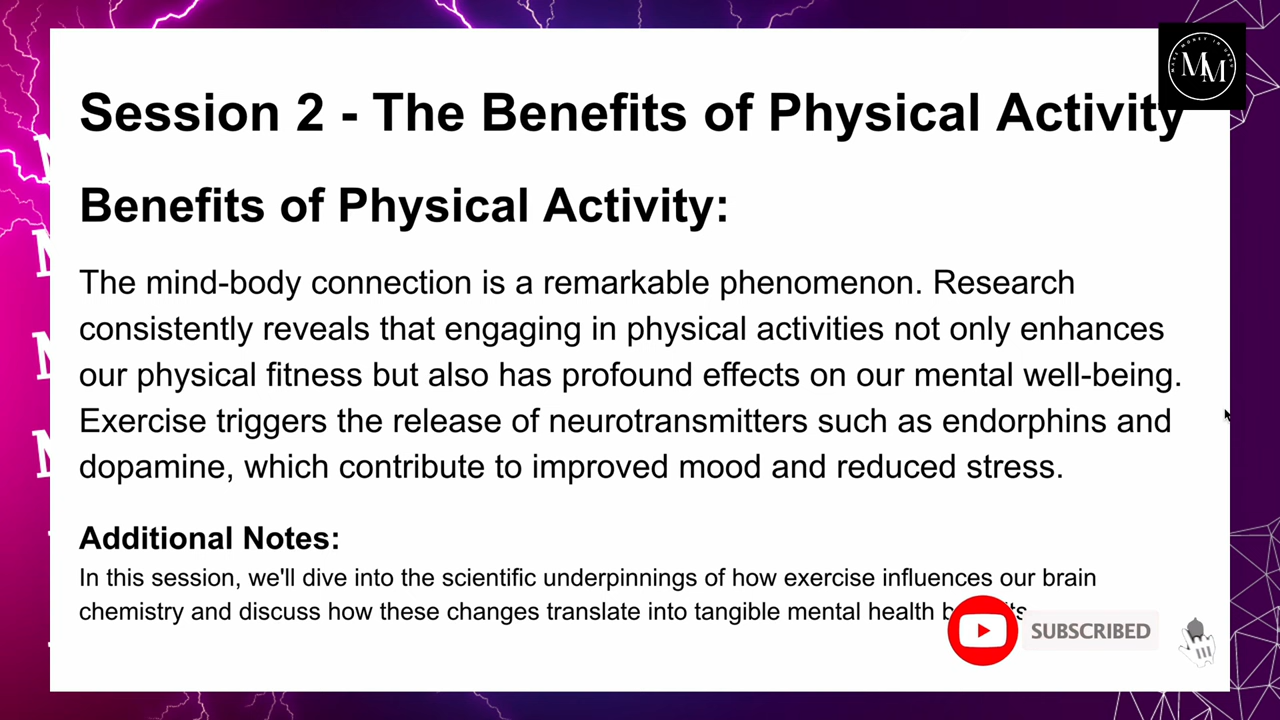 Session 2 - The Benefits of Physical Activity
Benefits of Physical Activity:
The mind-body connection is a remarkable phenomenon. Research
consistently reveals that engaging in physical activities not only enhances
our physical fitness but also has profound effects on our mental well-being.
Exercise triggers the release of neurotransmitters such as endorphins and
dopamine, which contribute to improved mood and reduced stress.
Additional Notes:
In this session, we'll dive into the scientific underpinnings of how exercise influences our brain
chemistry and discuss how these changes translate into tangible mental health
SUBSCRIBED
MM